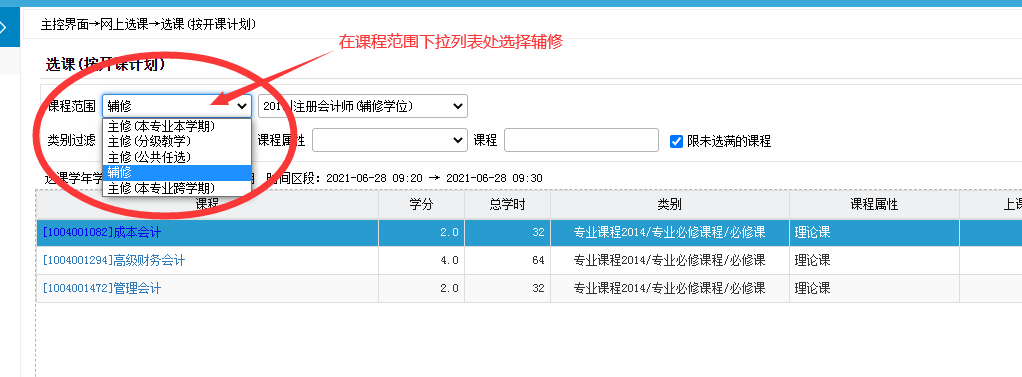 主控界面→网上选课→选课(按开课计划)
在课程范围下拉列表处选择辅修
选课(按开课计划)
课程范围 辅修 注册会计师(辅修学位)
类别过滤 课程属性 课程 限未选满的课程
主修(本专业本学期)
主修(分级教学)
主修(公共任选)
辅修
主修(本专业跨学期)
选课学年学 时间区段: 2021-06-28 09:20 → 2021-06-28 09:30
课程 学分 总学时 类别 课程属性 上课
[1004001082]成本会计 2.0 32 专业课程2014/专业必修课程/必修课 理论课
[1004001294]高级财务会计 4.0 64 专业课程2014/专业必修课程/必修课 理论课
[1004001472]管理会计 2.0 32 专业课程2014/专业必修课程/必修课 理论课